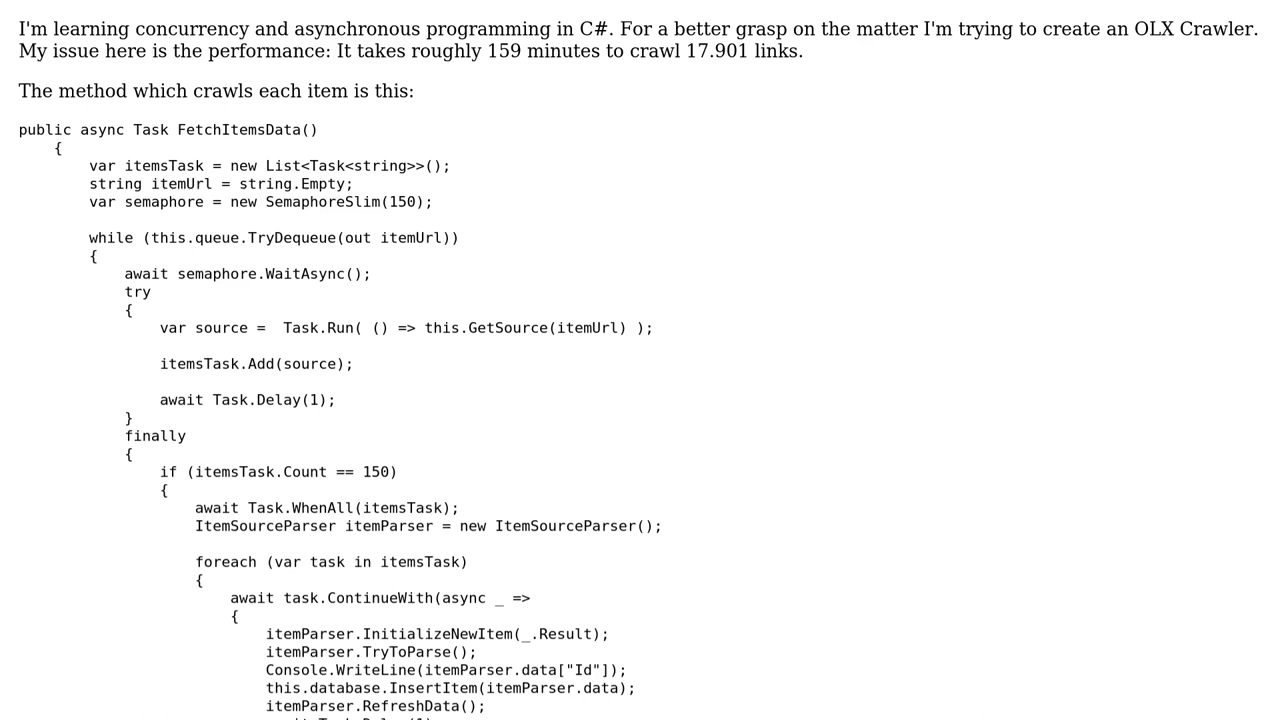 I'm learning concurrency and asynchronous programming in C#. For a better grasp on the matter I'm trying to create an OLX Crawler.
My issue here is the performance: It takes roughly 159 minutes to crawl 17.901 links.
The method which crawls each item is this:
public async Task FetchItemsData()
    {
        var itemsTask = new List<Task<string>>();
        string itemUrl = string.Empty;
        var semaphore = new SemaphoreSlim(150);
        while (this.queue.TryDequeue(out itemUrl))
        {
            await semaphore.WaitAsync();
            try
            {
                var source =  Task.Run( () => this.GetSource(itemUrl) );
                itemsTask.Add(source);
                await Task.Delay(1);
            }
            finally
            {
                if (itemsTask.Count == 150)
                {
                    await Task.WhenAll(itemsTask);
                    ItemSourceParser itemParser = new ItemSourceParser();
                    foreach (var task in itemsTask)
                    {
                        await task.ContinueWith(async _ =>
                        {
                            itemParser.InitializeNewItem(_.Result);
                            itemParser.TryToParse();
                            Console.WriteLine(itemParser.data["Id"]);
                            this.database.InsertItem(itemParser.data);
                            itemParser.RefreshData();